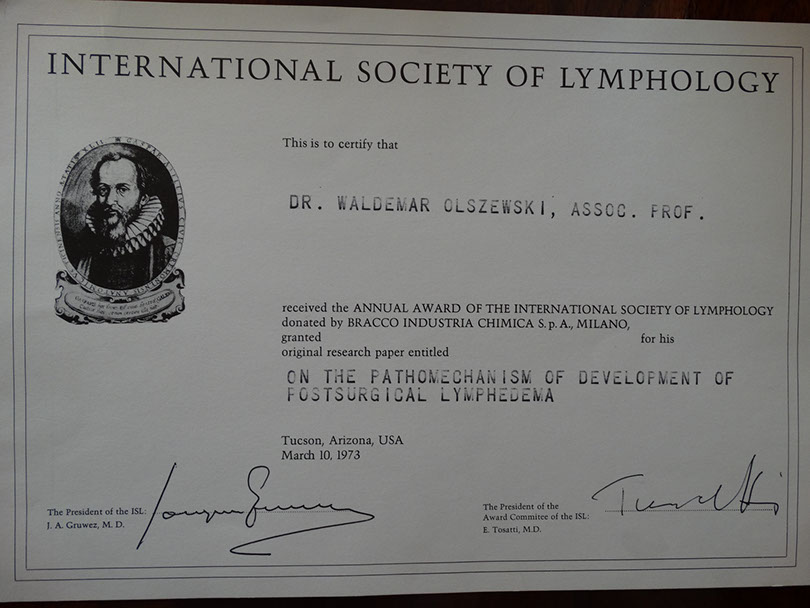 INTERNATIONAL SOCIETY OF LYMPHOLOGY
This is to certify that
DR. WALDEMAR OLSZEWSKI, ASSOC. PROF.
received the ANNUAL AWARD OF THE INTERNATIONAL SOCIETY OF LYMPHOLOGY
donated by BRACCO INDUSTRIA CHIMICA S.p.A., MILANO,
granted for his
original research paper entitled
ON THE PATHOMECHANISM OF DEVELOPMENT OF
POSTSURGICAL LYMPHEDEMA
Tucson, Arizona, USA
March 10, 1973
The President of the ISL:
J. A. Gruwez, M. D.
The President of the
Award Commitee of the ISL:
E. Tosatti, M.D.